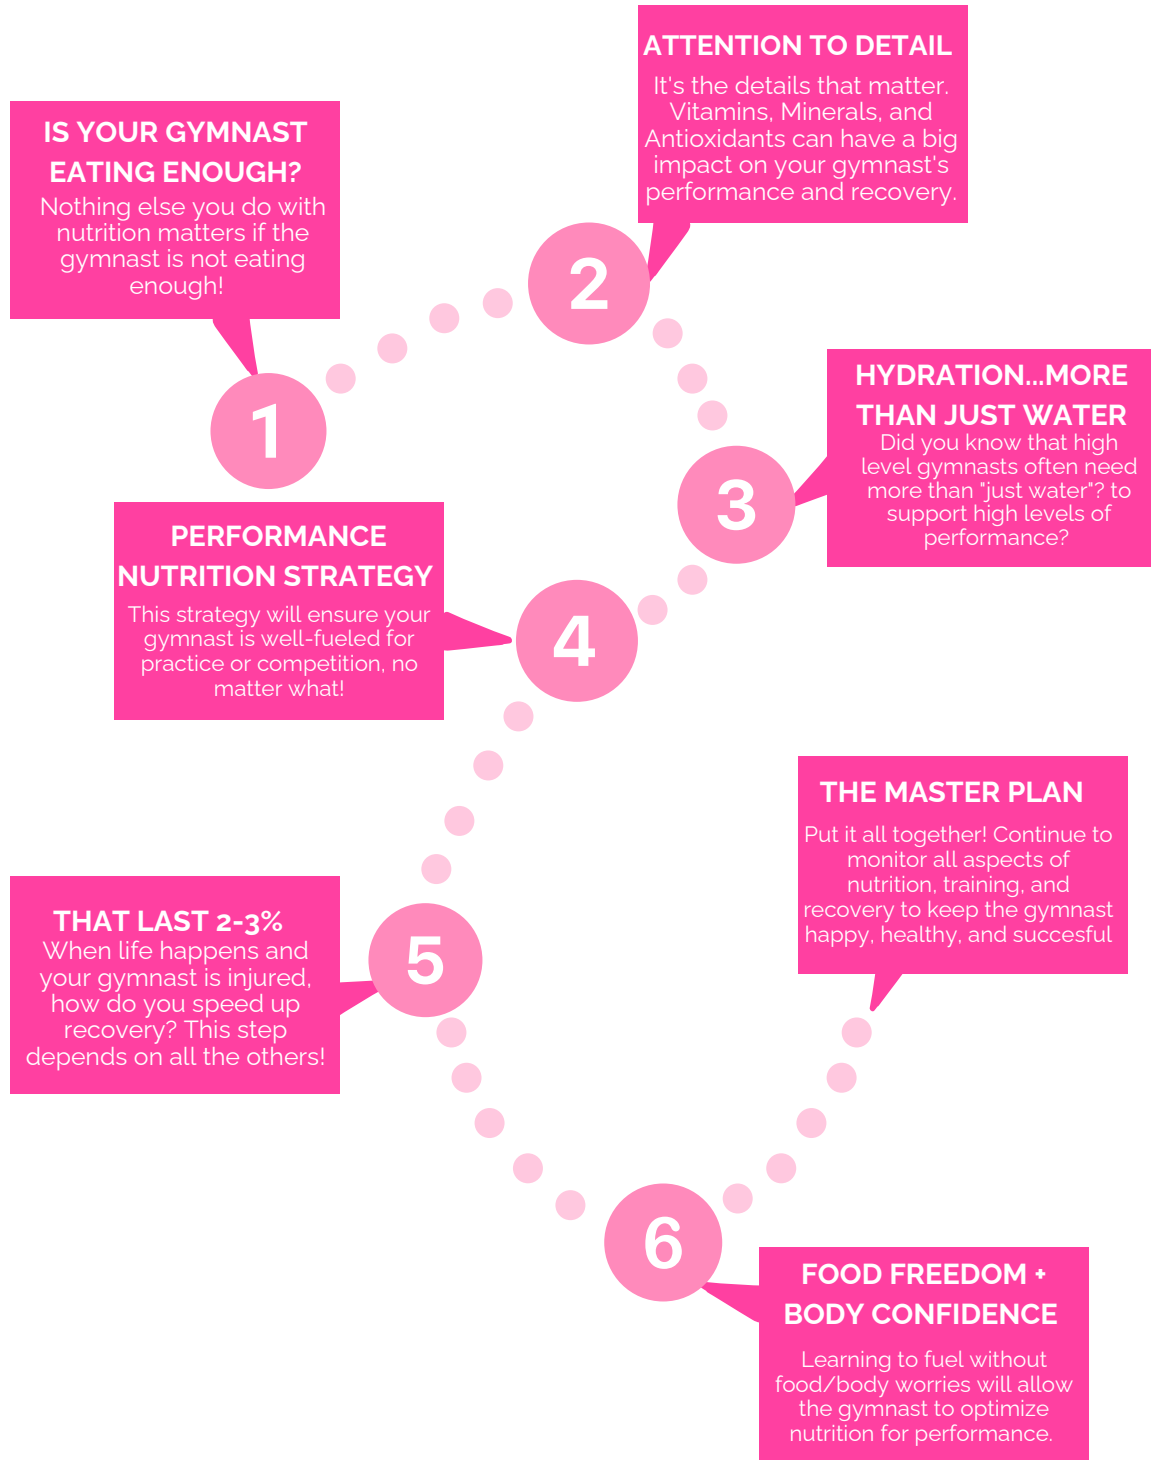 IS YOUR GYMNAST
EATING ENOUGH?
Nothing else you do with
nutrition matters if the
gymnast is not eating
enough!
1
ATTENTION TO DETAIL
It's the details that matter.
Vitamins, Minerals, and
Antioxidants can have a big
impact on your gymnast's
performance and recovery.
2
HYDRATION...MORE
THAN JUST WATER
Did you know that high
level gymnasts often need
more than "just water"? to
support high levels of
performance?
3
PERFORMANCE
NUTRITION STRATEGY
This strategy will ensure your
gymnast is well-fueled for
practice or competition, no
matter what!
4
THAT LAST 2-3%
When life happens and
your gymnast is injured,
how do you speed up
recovery? This step
depends on all the others!
5
FOOD FREEDOM +
BODY CONFIDENCE
Learning to fuel without
food/body worries will allow
the gymnast to optimize
nutrition for performance.
6
THE MASTER PLAN
Put it all together! Continue to
monitor all aspects of
nutrition, training, and
recovery to keep the gymnast
happy, healthy, and succesful